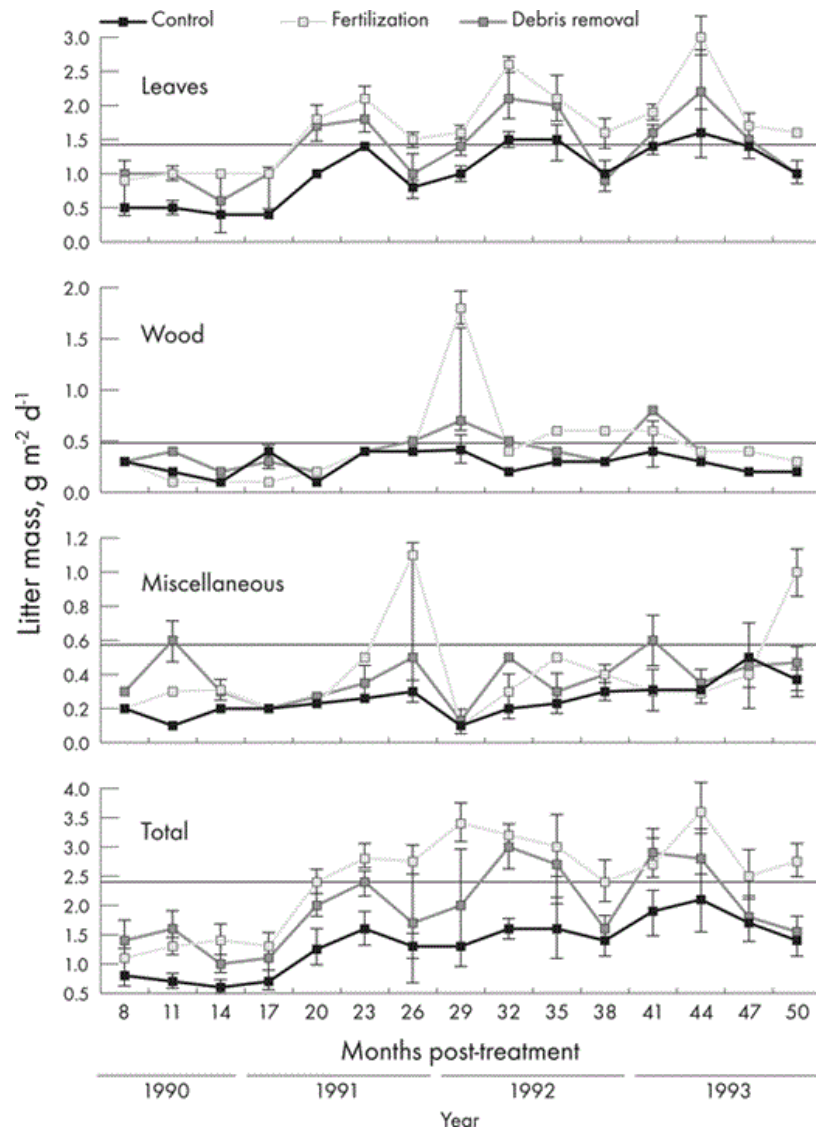 Control Fertilization Debris removal
3.0
2.5
2.0
1.5
1.0
0.5
0.0
Leaves
2.0
1.5
1.0
0.5
0.0
Wood
1.2
1.0
0.8
0.6
0.4
0.2
0.0
Miscellaneous
4.0
3.5
3.0
2.5
2.0
1.5
1.0
0.5
Total
Litter mass, g m⁻² d⁻¹
8 11 14 17 20 23 26 29 32 35 38 41 44 47 50
Months post-treatment
1990 1991 1992 1993
Year